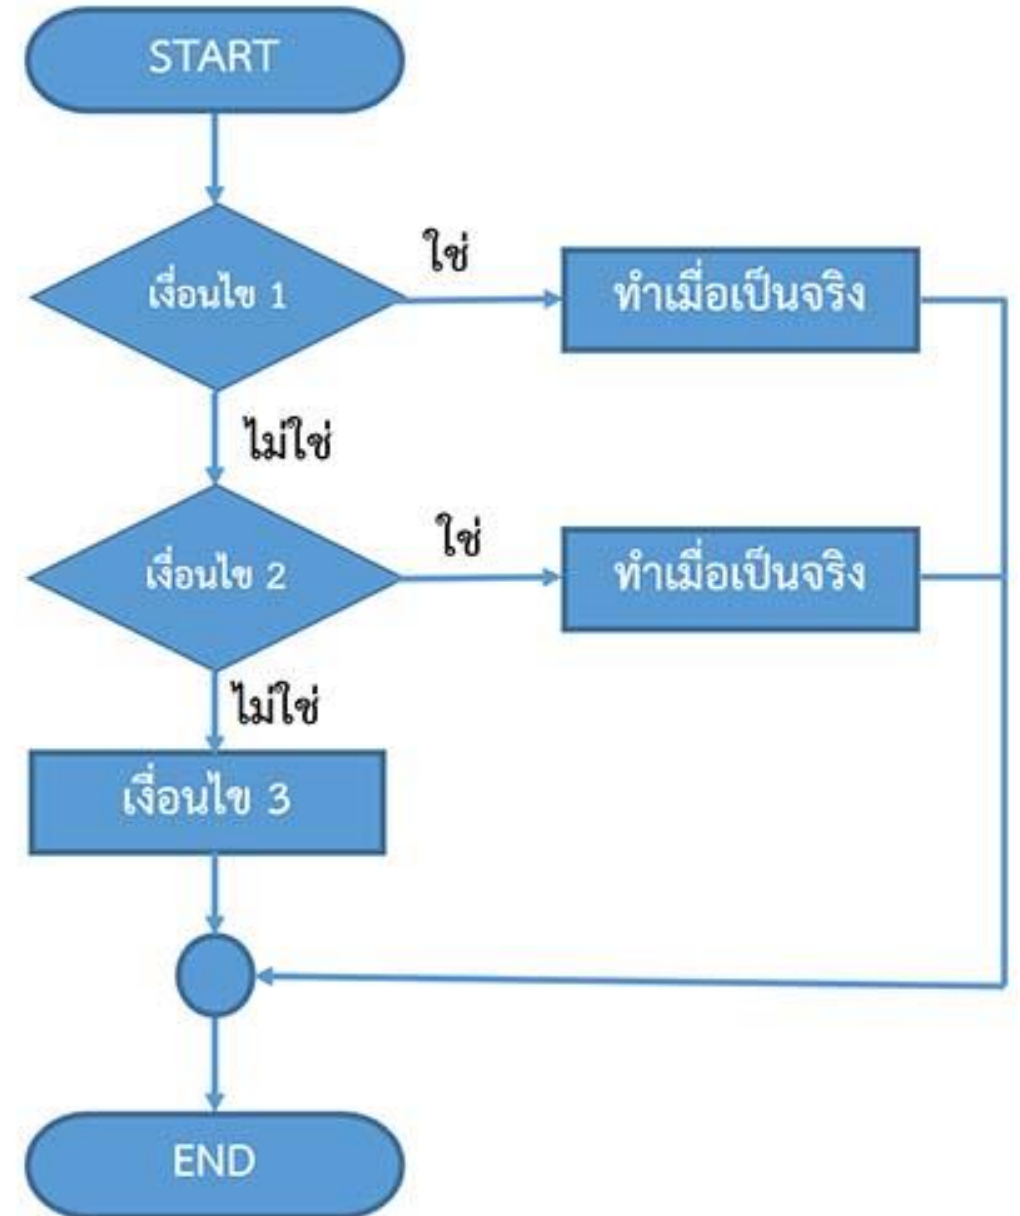 START
เงื่อนไข 1
ใช่
ทำเมื่อเป็นจริง
ไม่ใช่
เงื่อนไข 2
ใช่
ทำเมื่อเป็นจริง
ไม่ใช่
เงื่อนไข 3
END